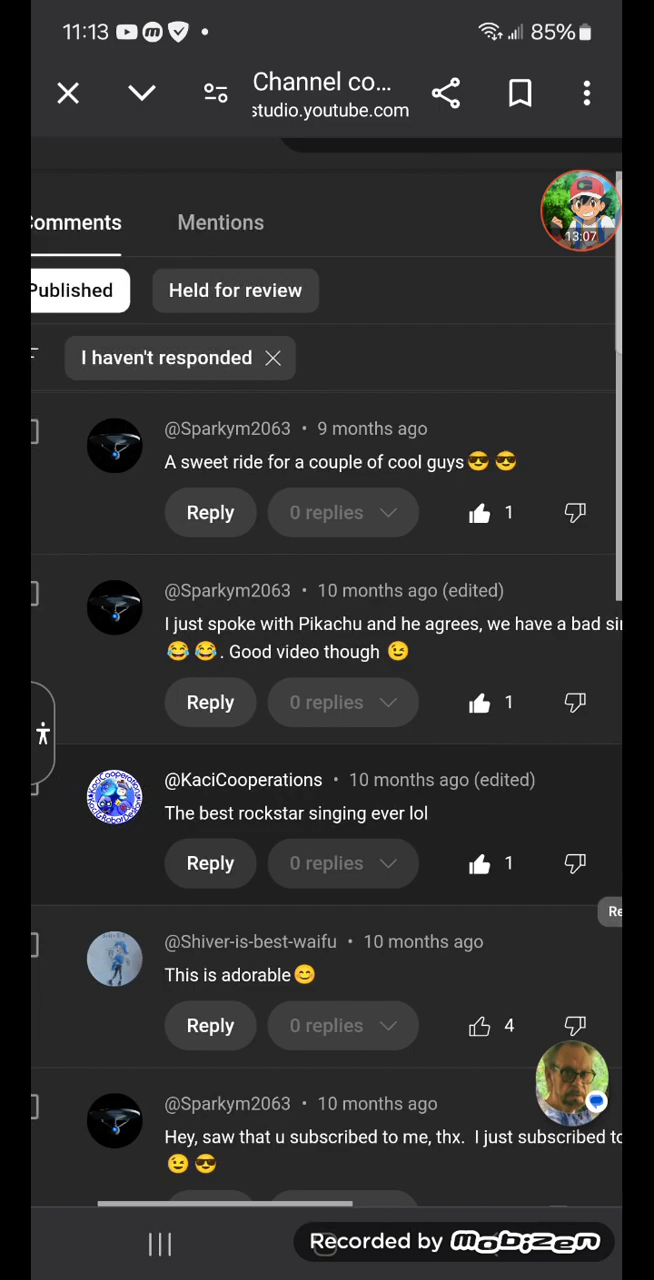 11:13
85%
Channel co...
studio.youtube.com
Comments
Mentions
13:07
Published
Held for review
I haven't responded
@Sparkym2063 • 9 months ago
A sweet ride for a couple of cool guys😎 😎
Reply
0 replies
1
@Sparkym2063 • 10 months ago (edited)
I just spoke with Pikachu and he agrees, we have a bad sin
😂 😂. Good video though 😉
Reply
0 replies
1
@KaciCooperations • 10 months ago (edited)
The best rockstar singing ever lol
Reply
0 replies
1
Re
@Shiver-is-best-waifu • 10 months ago
This is adorable😊
Reply
0 replies
4
@Sparkym2063 • 10 months ago
Hey, saw that u subscribed to me, thx. I just subscribed to
😉 😎
Recorded by mobizen